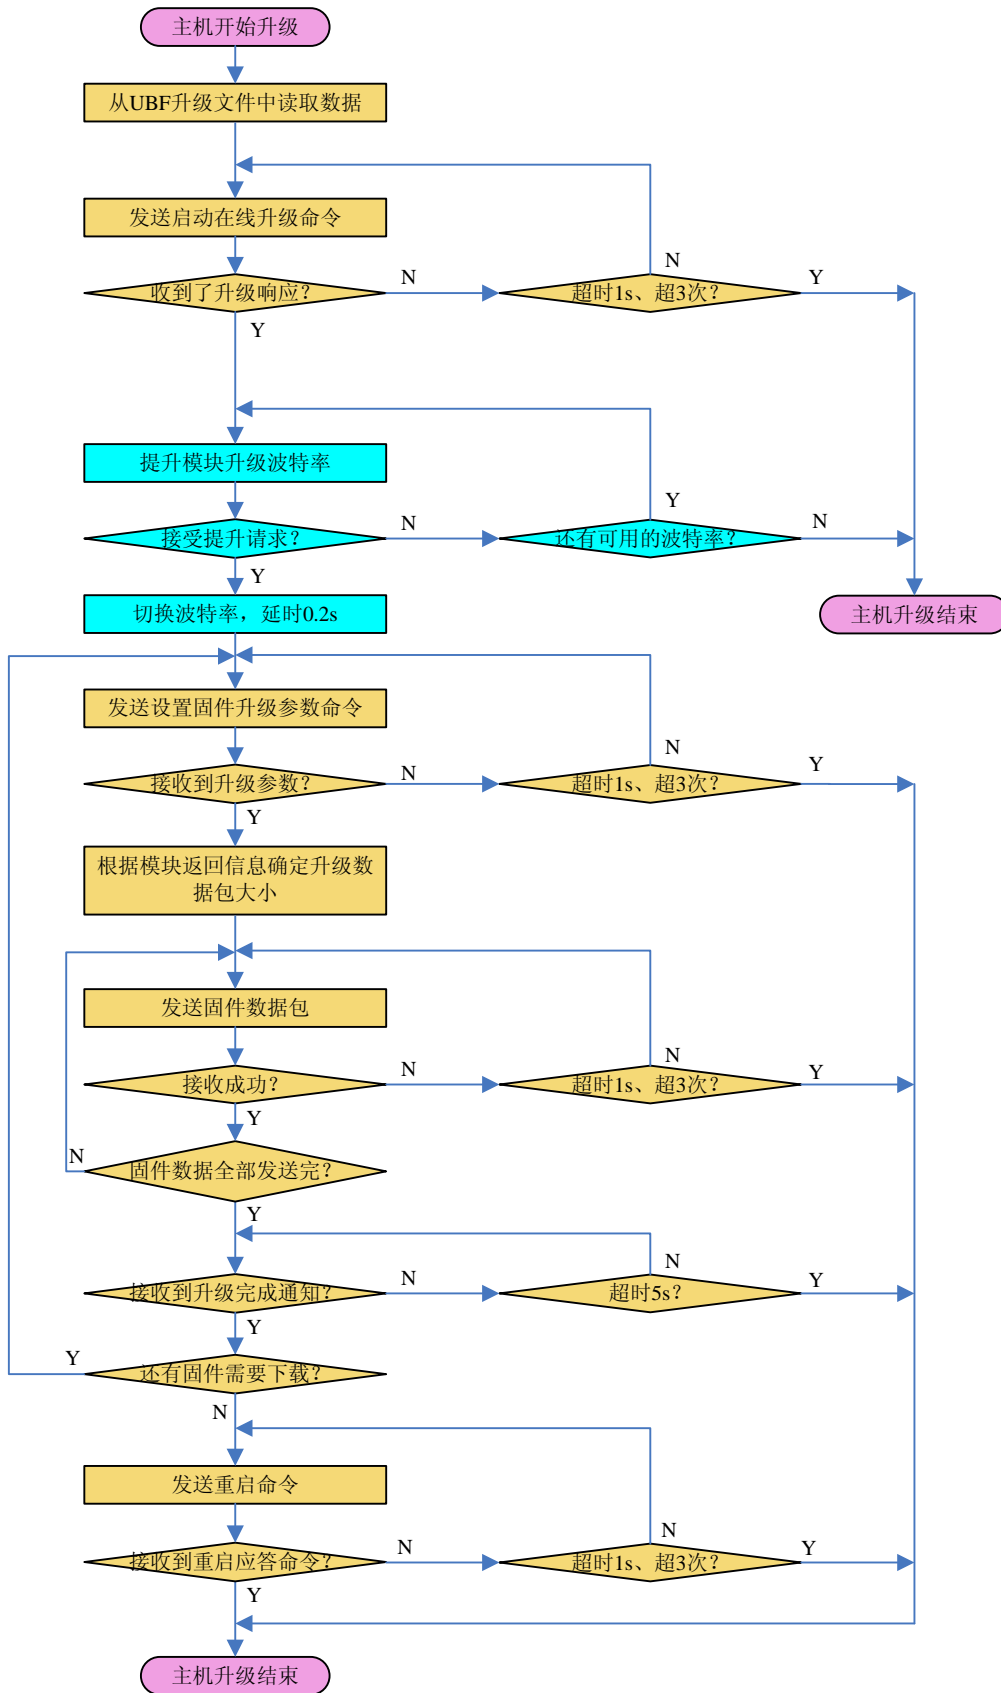 主机开始升级
从UBF升级文件中读取数据
发送启动在线升级命令
N
收到了升级响应?
N
超时1s、超3次?
Y
Y
提升模块升级波特率
Y
接受提升请求?
N
还有可用的波特率?
N
Y
切换波特率，延时0.2s
主机升级结束
发送设置固件升级参数命令
N
接收到升级参数?
N
超时1s、超3次?
Y
Y
根据模块返回信息确定升级数
据包大小
发送固件数据包
N
接收成功?
N
超时1s、超3次?
Y
Y
N
固件数据全部发送完?
Y
N
接收到升级完成通知?
N
超时5s?
Y
Y
Y
还有固件需要下载?
N
发送重启命令
N
接收到重启应答命令?
N
超时1s、超3次?
Y
Y
主机升级结束